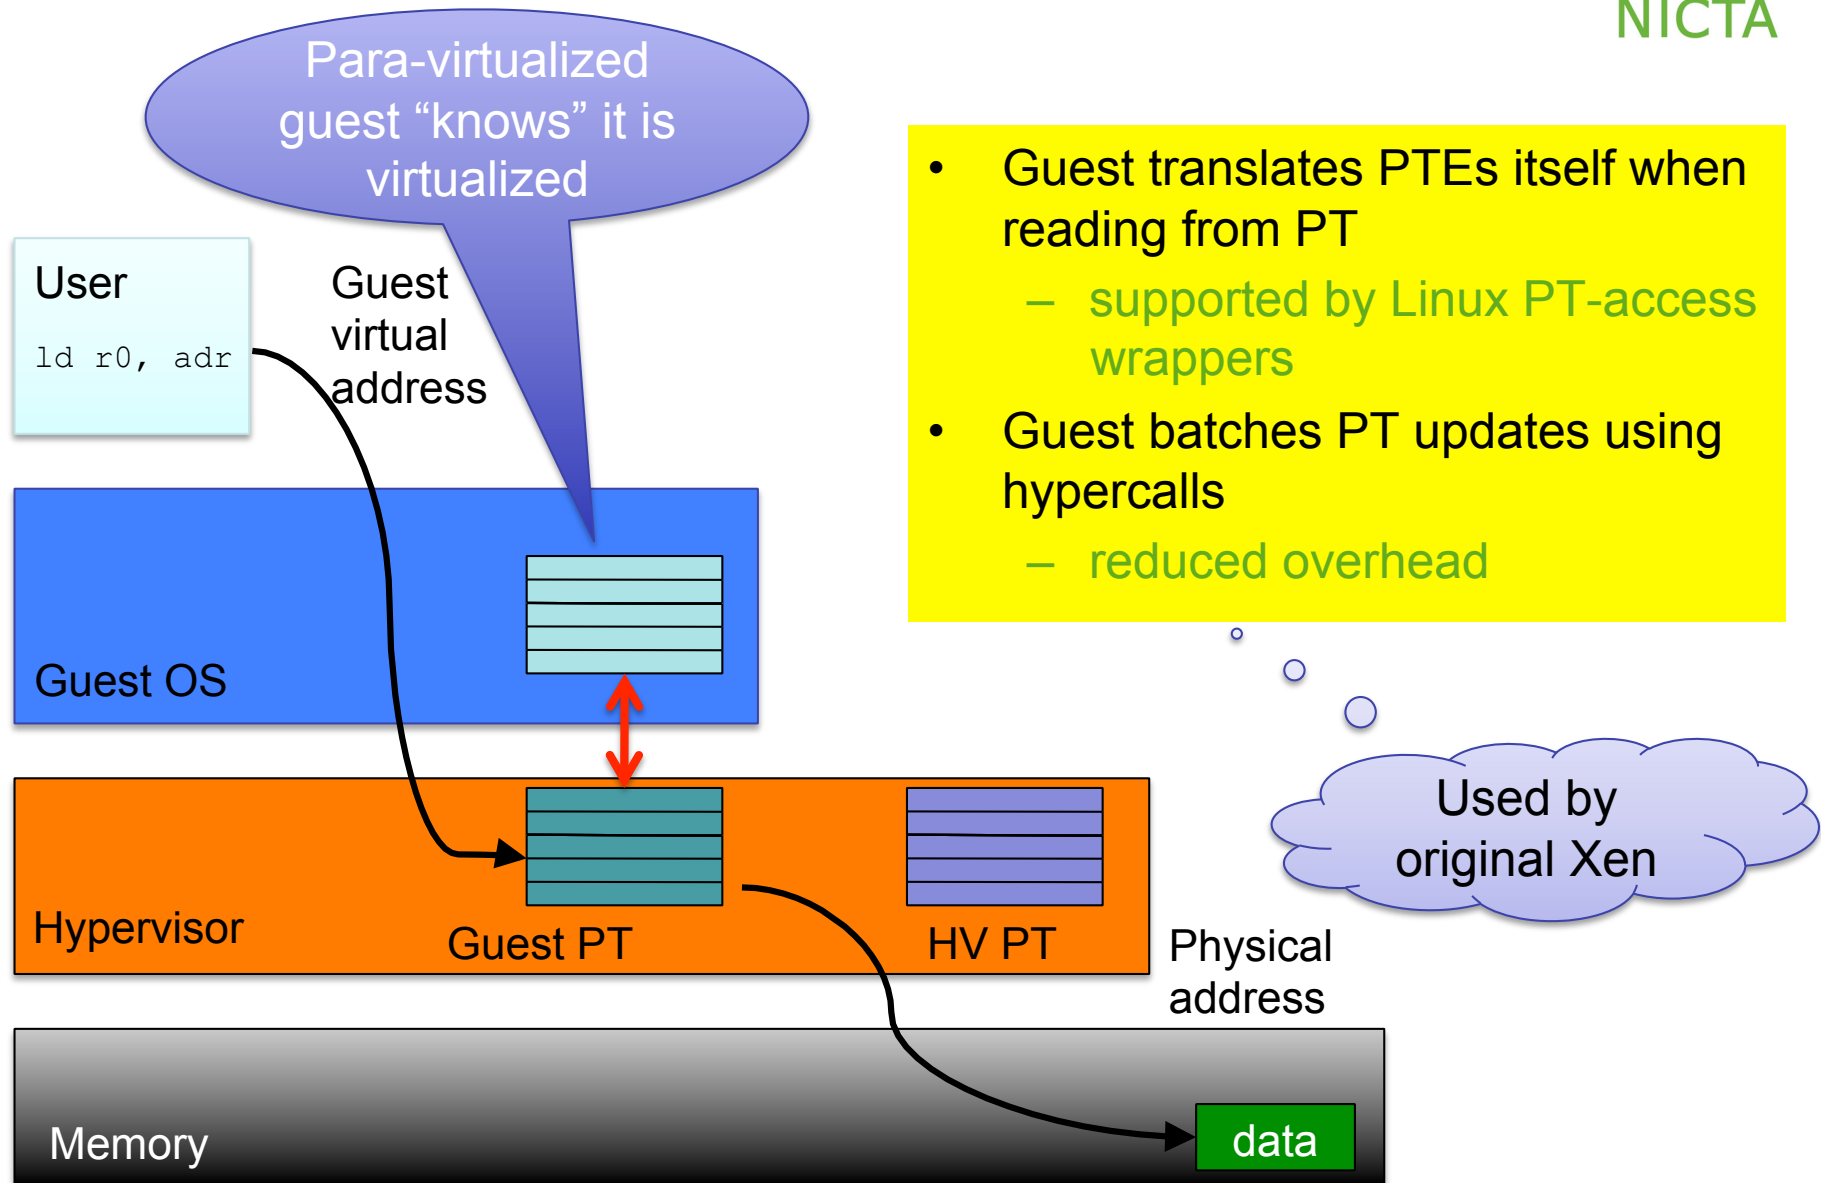 NICTA
Para-virtualized
guest “knows” it is
virtualized
• Guest translates PTEs itself when
reading from PT
– supported by Linux PT-access
wrappers
• Guest batches PT updates using
hypercalls
– reduced overhead
User
ld r0, adr
Guest
virtual
address
Guest OS
Used by
original Xen
Hypervisor
Guest PT
HV PT
Physical
address
Memory
data